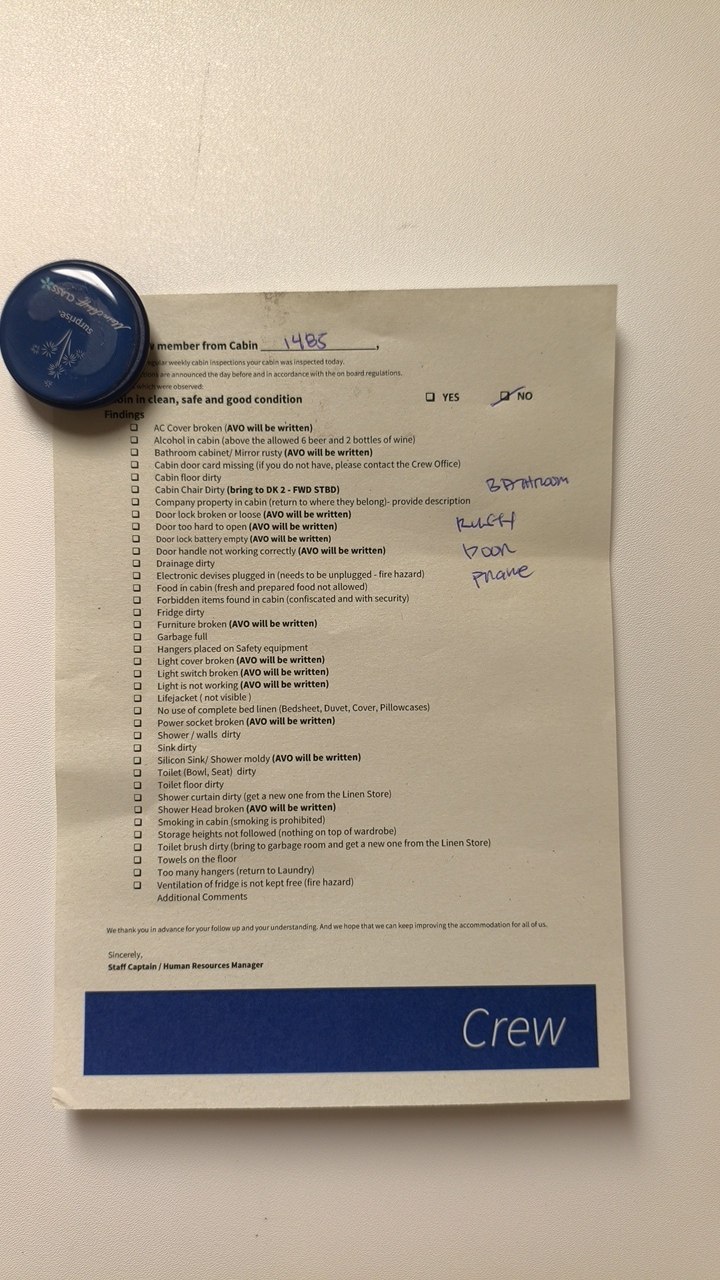 surprise
member from Cabin 1485,
regular weekly cabin inspections your cabin was inspected today.
are announced the day before and in accordance with the on board regulations.
which were observed:
in clean, safe and good condition YES NO
Findings
AC Cover broken (AVO will be written)
Alcohol in cabin (above the allowed 6 beer and 2 bottles of wine)
Bathroom cabinet/ Mirror rusty (AVO will be written)
Cabin door card missing (if you do not have, please contact the Crew Office)
Cabin floor dirty
Cabin Chair Dirty (bring to DK 2 - FWD STBD)
Company property in cabin (return to where they belong)- provide description
Door lock broken or loose (AVO will be written)
Door too hard to open (AVO will be written)
Door lock battery empty (AVO will be written)
Door handle not working correctly (AVO will be written)
Drainage dirty
Electronic devises plugged in (needs to be unplugged - fire hazard)
Food in cabin (fresh and prepared food not allowed)
Forbidden items found in cabin (confiscated and with security)
Fridge dirty
Furniture broken (AVO will be written)
Garbage full
Hangers placed on Safety equipment
Light cover broken (AVO will be written)
Light switch broken (AVO will be written)
Light is not working (AVO will be written)
Lifejacket ( not visible )
No use of complete bed linen (Bedsheet, Duvet, Cover, Pillowcases)
Power socket broken (AVO will be written)
Shower / walls dirty
Sink dirty
Silicon Sink/ Shower moldy (AVO will be written)
Toilet (Bowl, Seat) dirty
Toilet floor dirty
Shower curtain dirty (get a new one from the Linen Store)
Shower Head broken (AVO will be written)
Smoking in cabin (smoking is prohibited)
Storage heights not followed (nothing on top of wardrobe)
Toilet brush dirty (bring to garbage room and get a new one from the Linen Store)
Towels on the floor
Too many hangers (return to Laundry)
Ventilation of fridge is not kept free (fire hazard)
Additional Comments
BATHROOM
DOOR
We thank you in advance for your follow up and your understanding. And we hope that we can keep improving the accommodation for all of us.
Sincerely,
Staff Captain / Human Resources Manager
Crew